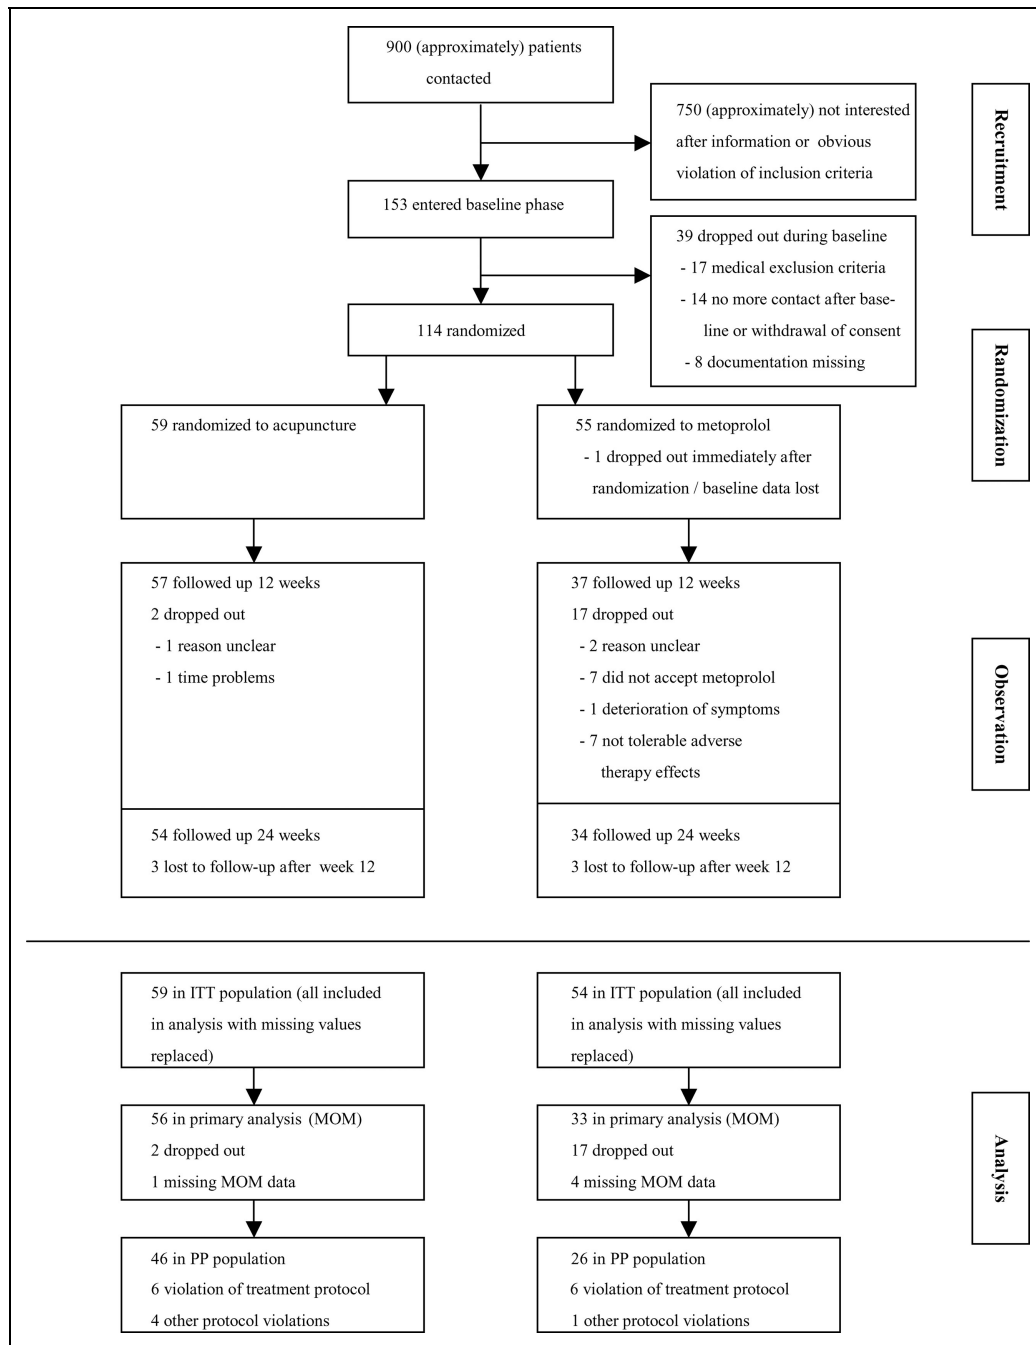 900 (approximately) patients
contacted
750 (approximately) not interested
after information or obvious
violation of inclusion criteria
Recruitment
153 entered baseline phase
39 dropped out during baseline
- 17 medical exclusion criteria
- 14 no more contact after base-
line or withdrawal of consent
- 8 documentation missing
114 randomized
Randomization
59 randomized to acupuncture
55 randomized to metoprolol
- 1 dropped out immediately after
randomization / baseline data lost
57 followed up 12 weeks
2 dropped out
- 1 reason unclear
- 1 time problems
37 followed up 12 weeks
17 dropped out
- 2 reason unclear
- 7 did not accept metoprolol
- 1 deterioration of symptoms
- 7 not tolerable adverse
therapy effects
Observation
54 followed up 24 weeks
3 lost to follow-up after week 12
34 followed up 24 weeks
3 lost to follow-up after week 12
59 in ITT population (all included
in analysis with missing values
replaced)
54 in ITT population (all included
in analysis with missing values
replaced)
56 in primary analysis (MOM)
2 dropped out
1 missing MOM data
33 in primary analysis (MOM)
17 dropped out
4 missing MOM data
Analysis
46 in PP population
6 violation of treatment protocol
4 other protocol violations
26 in PP population
6 violation of treatment protocol
1 other protocol violations